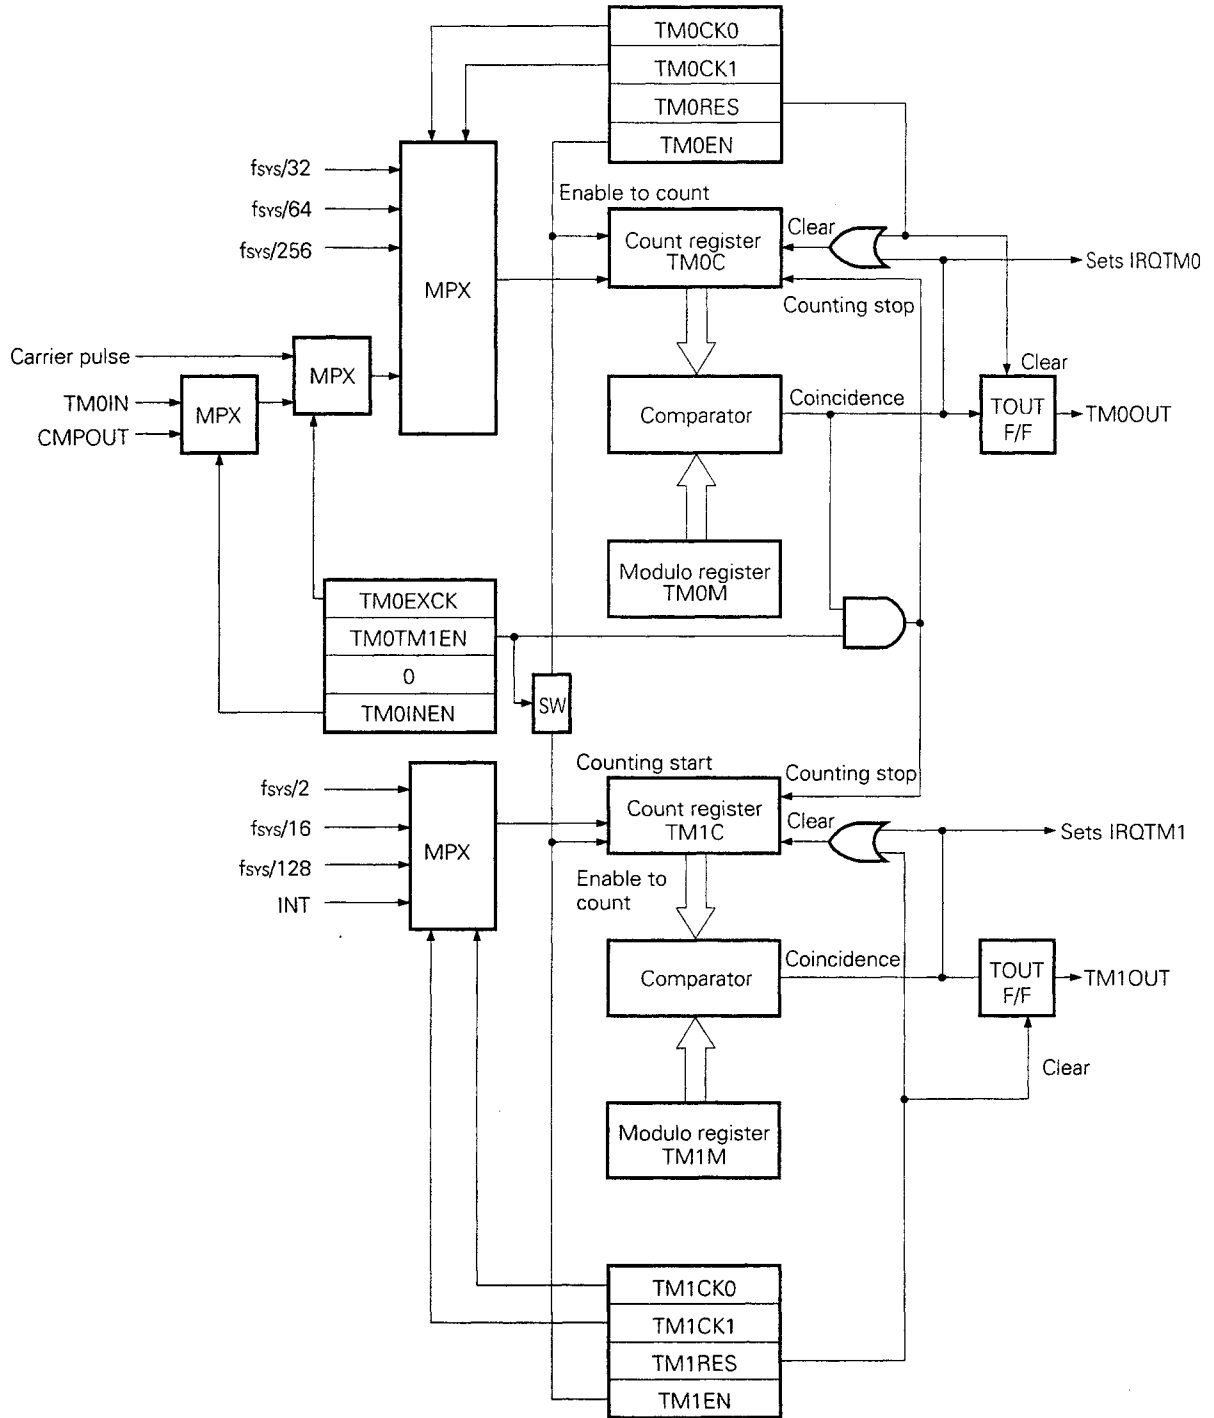 TM0CK0
TM0CK1
TM0RES
TM0EN
fSYS/32
fSYS/64
fSYS/256
MPX
Enable to count
Count register
TM0C
Clear
Sets IRQTM0
Counting stop
Carrier pulse
MPX
TM0IN
CMPOUT
MPX
Comparator
Coincidence
Clear
TOUT
F/F
TM0OUT
Modulo register
TM0M
TM0EXCK
TM0TM1EN
0
TM0INEN
SW
Counting start
Counting stop
fSYS/2
fSYS/16
fSYS/128
INT
MPX
Count register
TM1C
Clear
Sets IRQTM1
Enable to
count
Comparator
Coincidence
TOUT
F/F
TM1OUT
Clear
Modulo register
TM1M
TM1CK0
TM1CK1
TM1RES
TM1EN